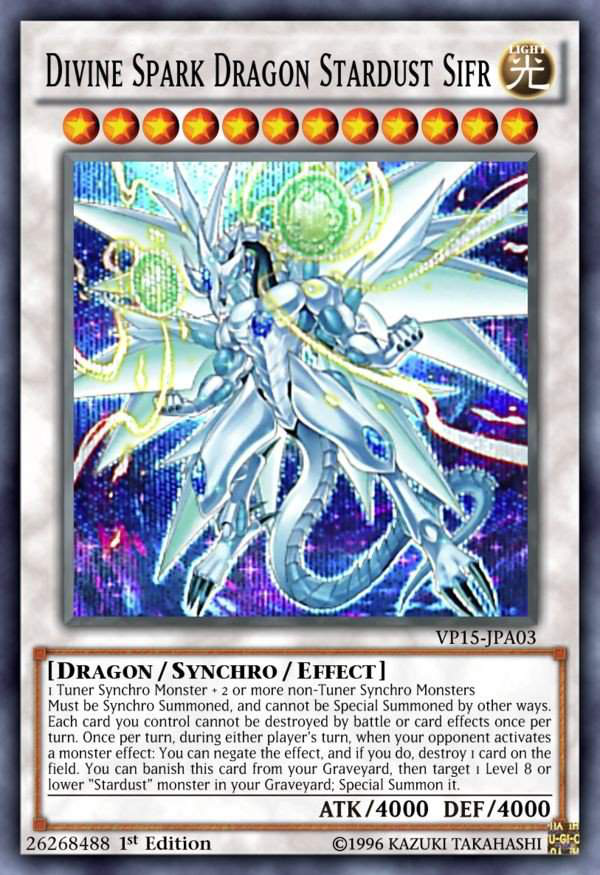 DIVINE SPARK DRAGON STARDUST SIFR
LIGHT
光
VP15-JPA03
[DRAGON / SYNCHRO / EFFECT]
1 Tuner Synchro Monster + 2 or more non-Tuner Synchro Monsters
Must be Synchro Summoned, and cannot be Special Summoned by other ways.
Each card you control cannot be destroyed by battle or card effects once per
turn. Once per turn, during either player's turn, when your opponent activates
a monster effect: You can negate the effect, and if you do, destroy 1 card on the
field. You can banish this card from your Graveyard, then target 1 Level 8 or
lower "Stardust" monster in your Graveyard; Special Summon it.
ATK/4000 DEF/4000
26268488 1st Edition ©1996 KAZUKI TAKAHASHI